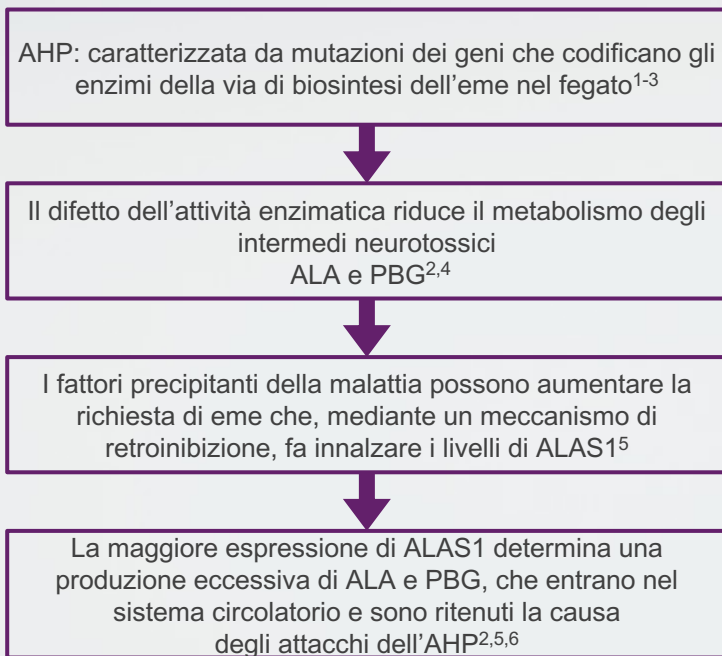 AHP: caratterizzata da mutazioni dei geni che codificano gli
enzimi della via di biosintesi dell’eme nel fegato1-3
Il difetto dell’attività enzimatica riduce il metabolismo degli
intermedi neurotossici
ALA e PBG2,4
I fattori precipitanti della malattia possono aumentare la
richiesta di eme che, mediante un meccanismo di
retroinibizione, fa innalzare i livelli di ALAS15
La maggiore espressione di ALAS1 determina una
produzione eccessiva di ALA e PBG, che entrano nel
sistema circolatorio e sono ritenuti la causa
degli attacchi dell’AHP2,5,6